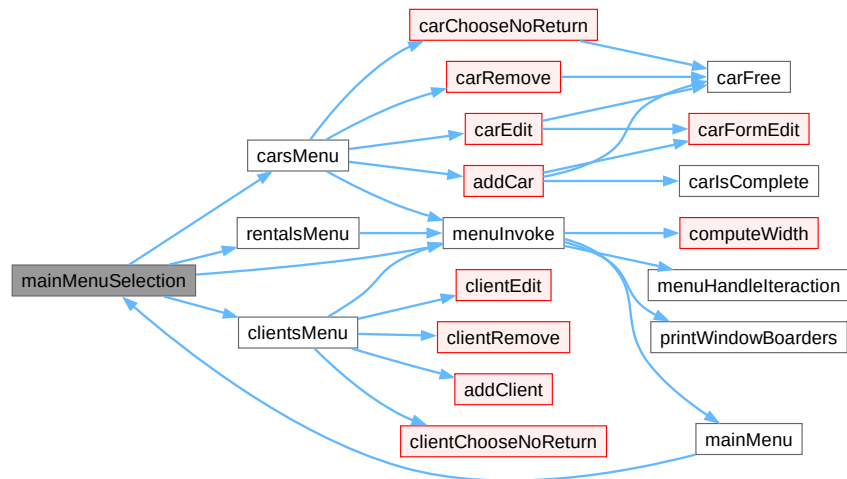 carChooseNoReturn
carRemove
carFree
carEdit
carFormEdit
carsMenu
addCar
carIsComplete
rentalsMenu
menuInvoke
computeWidth
mainMenuSelection
clientEdit
menuHandleIteraction
clientsMenu
clientRemove
printWindowBoarders
addClient
clientChooseNoReturn
mainMenu